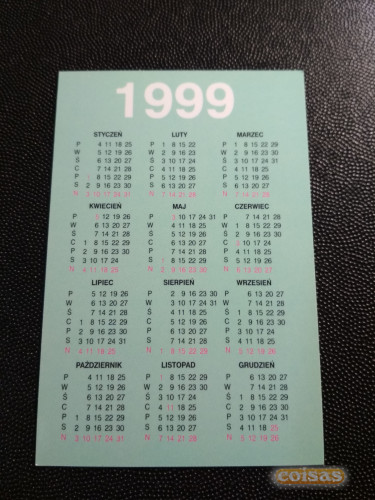 1999
STYCZEŃ
P 4 11 18 25
W 5 12 19 26
Ś 6 13 20 27
C 7 14 21 28
P 1 8 15 22 29
S 2 9 16 23 30
N 3 10 17 24 31
LUTY
P 1 8 15 22
W 2 9 16 23
Ś 3 10 17 24
C 4 11 18 25
P 5 12 19 26
S 6 13 20 27
N 7 14 21 28
MARZEC
P 1 8 15 22 29
W 2 9 16 23 30
Ś 3 10 17 24 31
C 4 11 18 25
P 5 12 19 26
S 6 13 20 27
N 7 14 21 28
KWIECIEŃ
P 5 12 19 26
W 6 13 20 27
Ś 7 14 21 28
C 1 8 15 22 29
P 2 9 16 23 30
S 3 10 17 24
N 4 11 18 25
MAJ
P 3 10 17 24 31
W 4 11 18 25
Ś 5 12 19 26
C 6 13 20 27
P 7 14 21 28
S 1 8 15 22 29
N 2 9 16 23 30
CZERWIEC
P 7 14 21 28
W 1 8 15 22 29
Ś 2 9 16 23 30
C 3 10 17 24
P 4 11 18 25
S 5 12 19 26
N 6 13 20 27
LIPIEC
P 5 12 19 26
W 6 13 20 27
Ś 7 14 21 28
C 1 8 15 22 29
P 2 9 16 23 30
S 3 10 17 24 31
N 4 11 18 25
SIERPIEŃ
P 2 9 16 23 30
W 3 10 17 24 31
Ś 4 11 18 25
C 5 12 19 26
P 6 13 20 27
S 7 14 21 28
N 1 8 15 22 29
WRZESIEŃ
P 6 13 20 27
W 7 14 21 28
Ś 1 8 15 22 29
C 2 9 16 23 30
P 3 10 17 24
S 4 11 18 25
N 5 12 19 26
PAŹDZIERNIK
P 4 11 18 25
W 5 12 19 26
Ś 6 13 20 27
C 7 14 21 28
P 1 8 15 22 29
S 2 9 16 23 30
N 3 10 17 24 31
LISTOPAD
P 1 8 15 22 29
W 2 9 16 23 30
Ś 3 10 17 24
C 4 11 18 25
P 5 12 19 26
S 6 13 20 27
N 7 14 21 28
GRUDZIEŃ
P 6 13 20 27
W 7 14 21 28
Ś 1 8 15 22 29
C 2 9 16 23 30
P 3 10 17 24 31
S 4 11 18 25
N 5 12 19 26
coisas